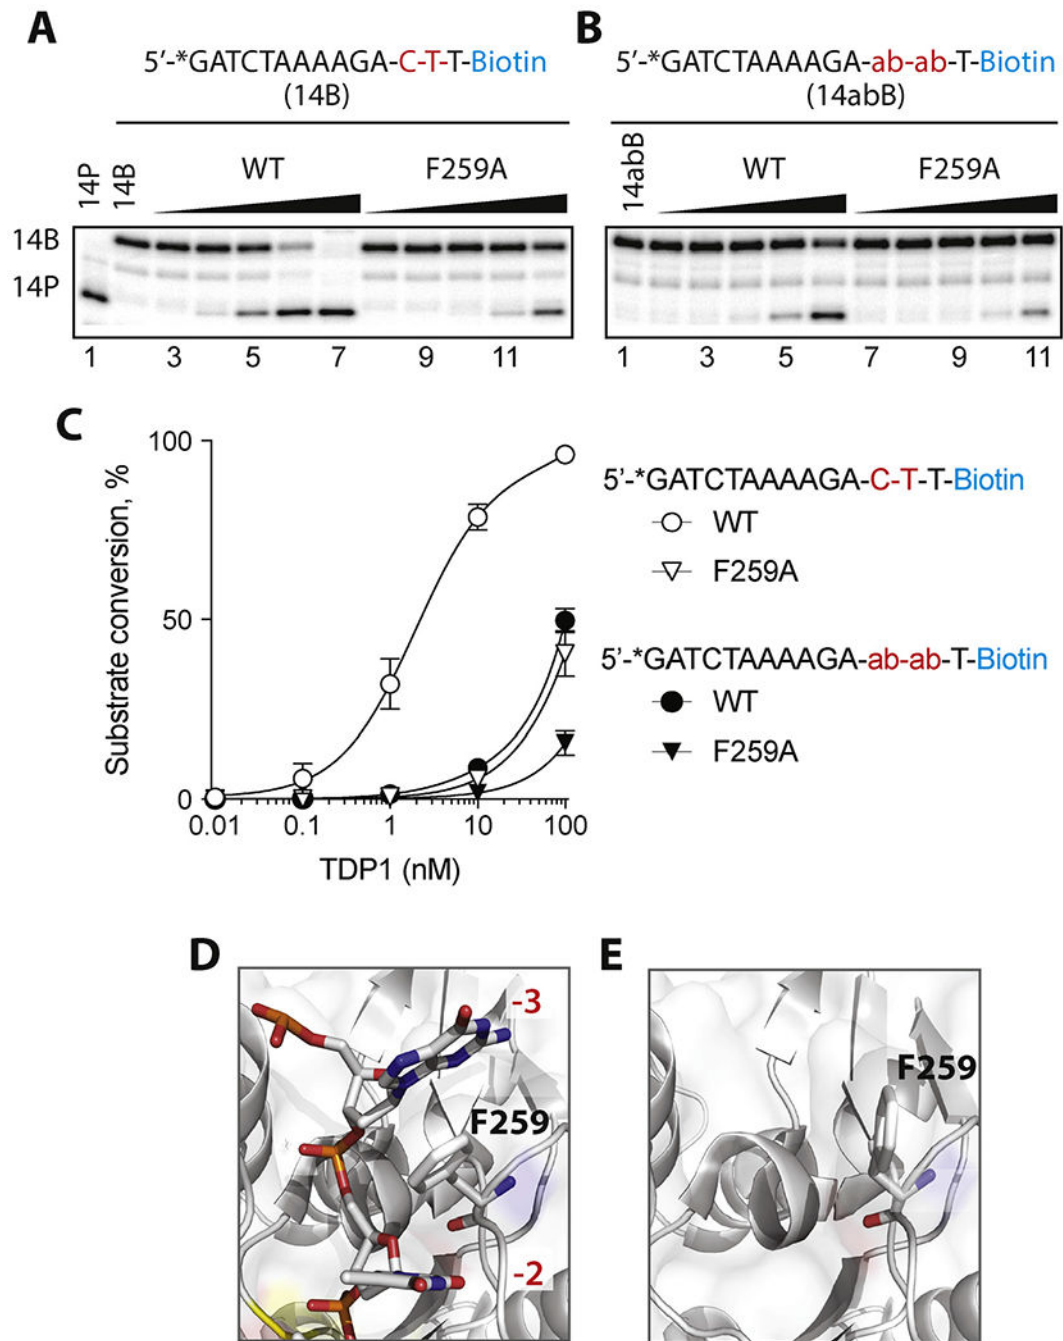 A
5’-*GATCTAAAAGA-C-T-T-Biotin
(14B)
14P
14B
WT
F259A
14B
14P
1 3 5 7 9 11
B
5’-*GATCTAAAAGA-ab-ab-T-Biotin
(14abB)
14abB
WT
F259A
1 3 5 7 9 11
C
Substrate conversion, %
100
50
0
0.01 0.1 1 10 100
TDP1 (nM)
5’-*GATCTAAAAGA-C-T-T-Biotin
WT
F259A
5’-*GATCTAAAAGA-ab-ab-T-Biotin
WT
F259A
D
-3
F259
-2
E
F259